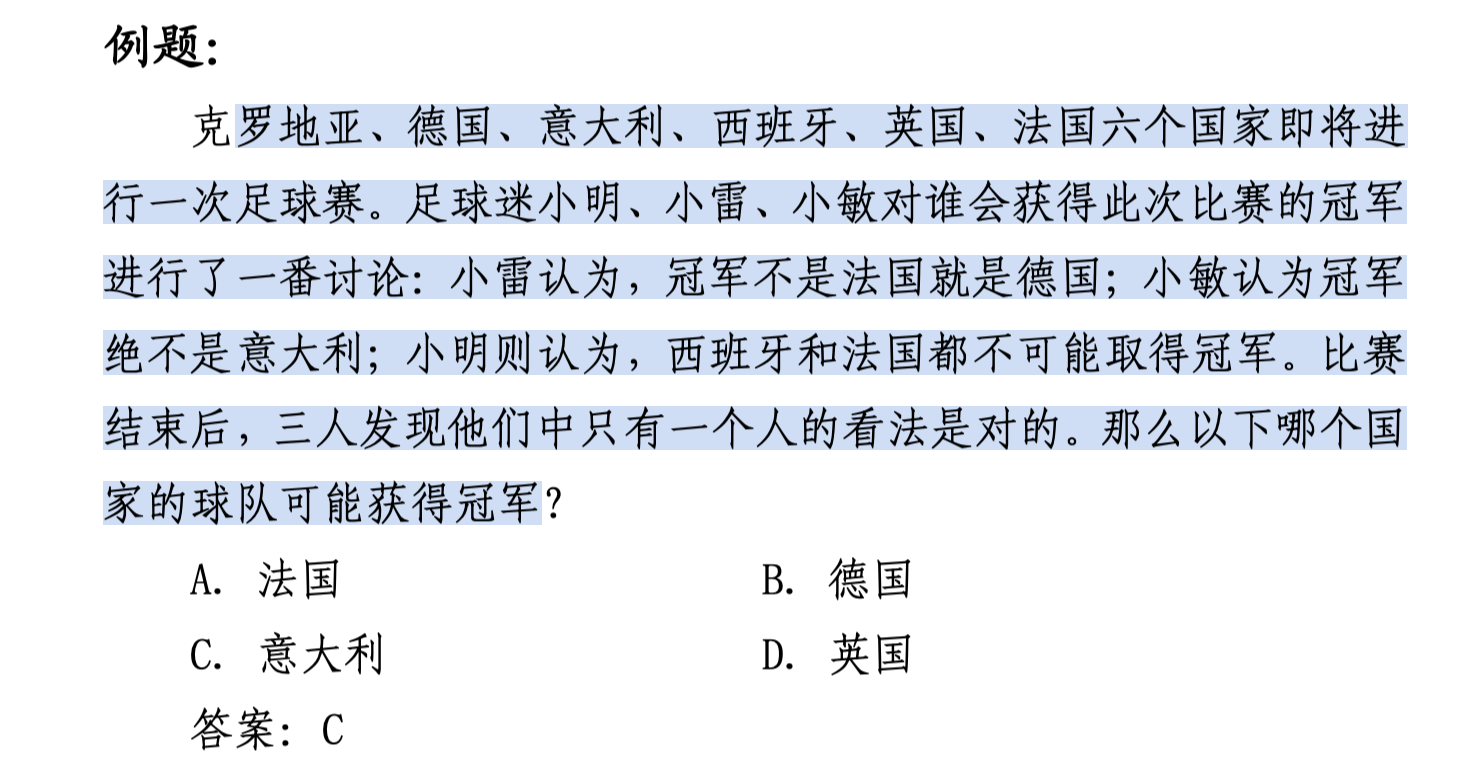 例题：
克罗地亚、德国、意大利、西班牙、英国、法国六个国家即将进
行一次足球赛。足球迷小明、小雷、小敏对谁会获得此次比赛的冠军
进行了一番讨论：小雷认为，冠军不是法国就是德国；小敏认为冠军
绝不是意大利；小明则认为，西班牙和法国都不可能取得冠军。比赛
结束后，三人发现他们中只有一个人的看法是对的。那么以下哪个国
家的球队可能获得冠军？
A. 法国 B. 德国
C. 意大利 D. 英国
答案：C